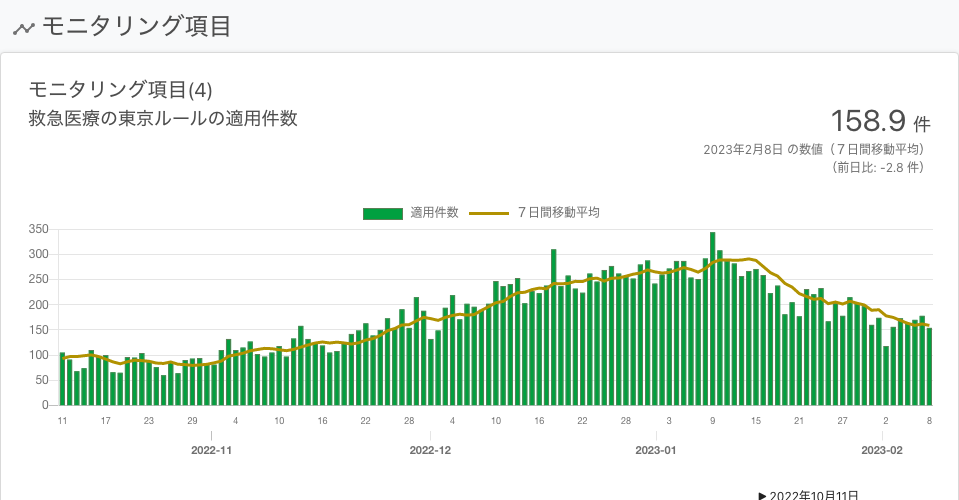 モニタリング項目
モニタリング項目(4)
救急医療の東京ルールの適用件数
158.9 件
2023年2月8日 の数値（７日間移動平均）
（前日比: -2.8 件）
適用件数 ７日間移動平均
350
300
250
200
150
100
50
0
11 17 23 29 4 10 16 22 28 4 10 16 22 28 3 9 15 21 27 2 8
2022-11 2022-12 2023-01 2023-02
▶ 2022年10月11日